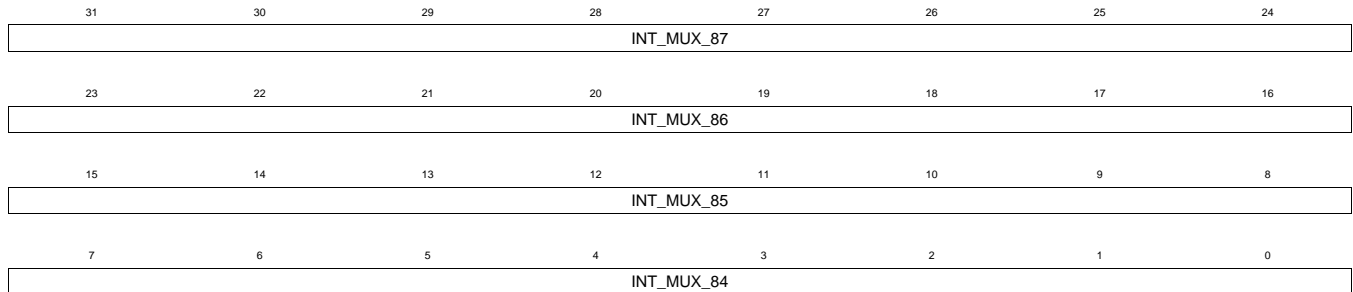 31 30 29 28 27 26 25 24
INT_MUX_87
23 22 21 20 19 18 17 16
INT_MUX_86
15 14 13 12 11 10 9 8
INT_MUX_85
7 6 5 4 3 2 1 0
INT_MUX_84